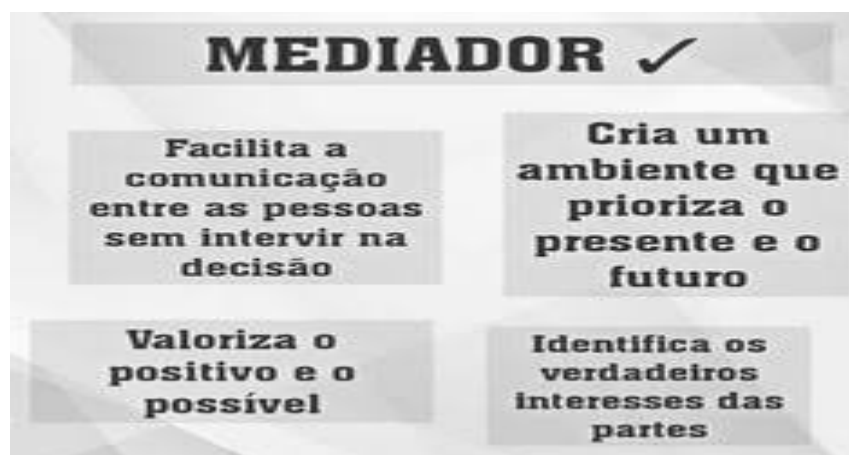 MEDIADOR ✓
Facilita a
comunicação
entre as pessoas
sem intervir na
decisão
Cria um
ambiente que
prioriza o
presente e o
futuro
Valoriza o
positivo e o
possível
Identifica os
verdadeiros
interesses das
partes